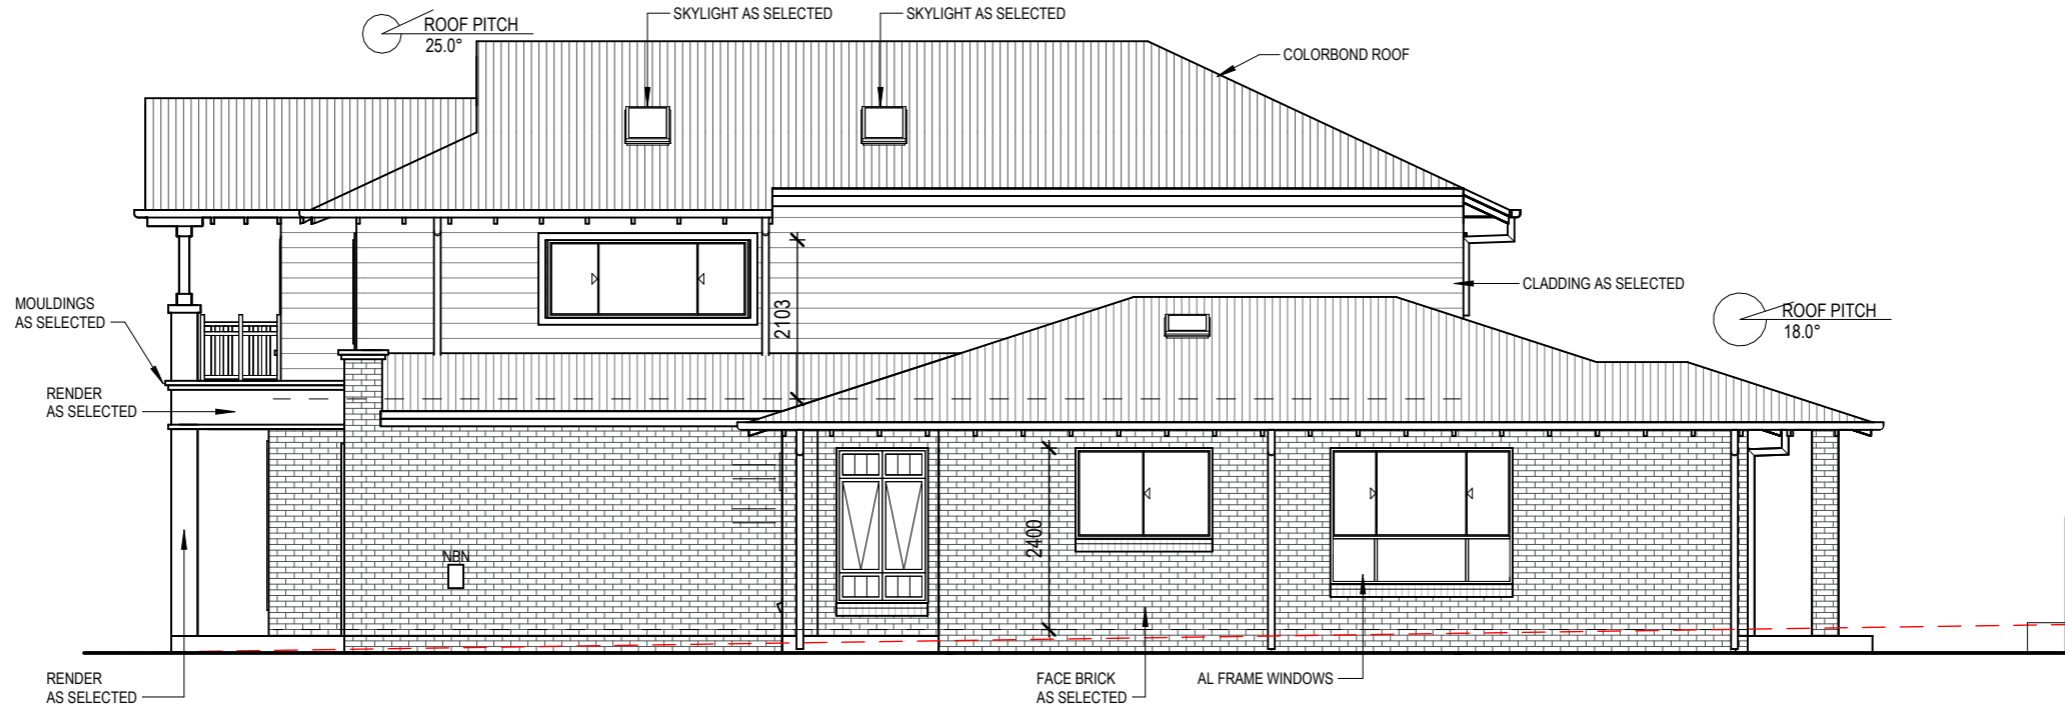 SKYLIGHT AS SELECTED
SKYLIGHT AS SELECTED
ROOF PITCH
25.0°
COLORBOND ROOF
CLADDING AS SELECTED
MOULDINGS
AS SELECTED
2103
ROOF PITCH
18.0°
RENDER
AS SELECTED
2400
NBN
RENDER
AS SELECTED
FACE BRICK
AS SELECTED
AL FRAME WINDOWS